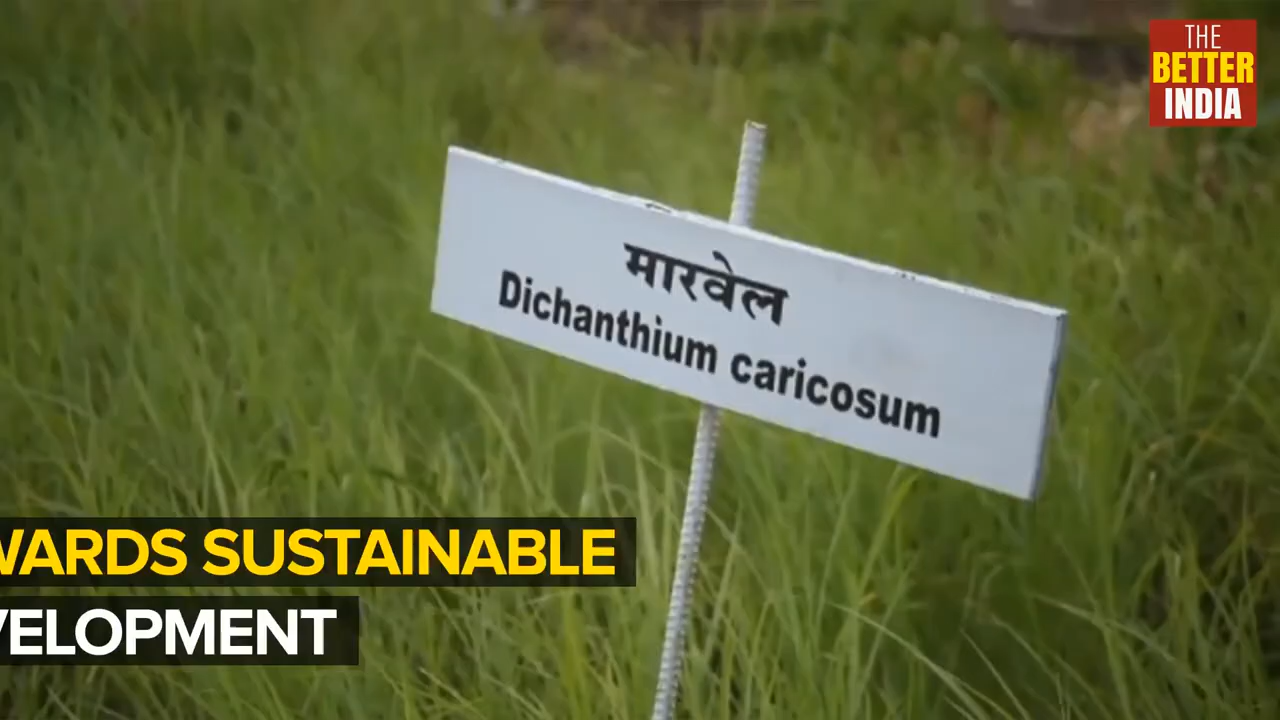 THE
BETTER
INDIA
मारवेल
Dichanthium caricosum
WARDS SUSTAINABLE
VELOPMENT